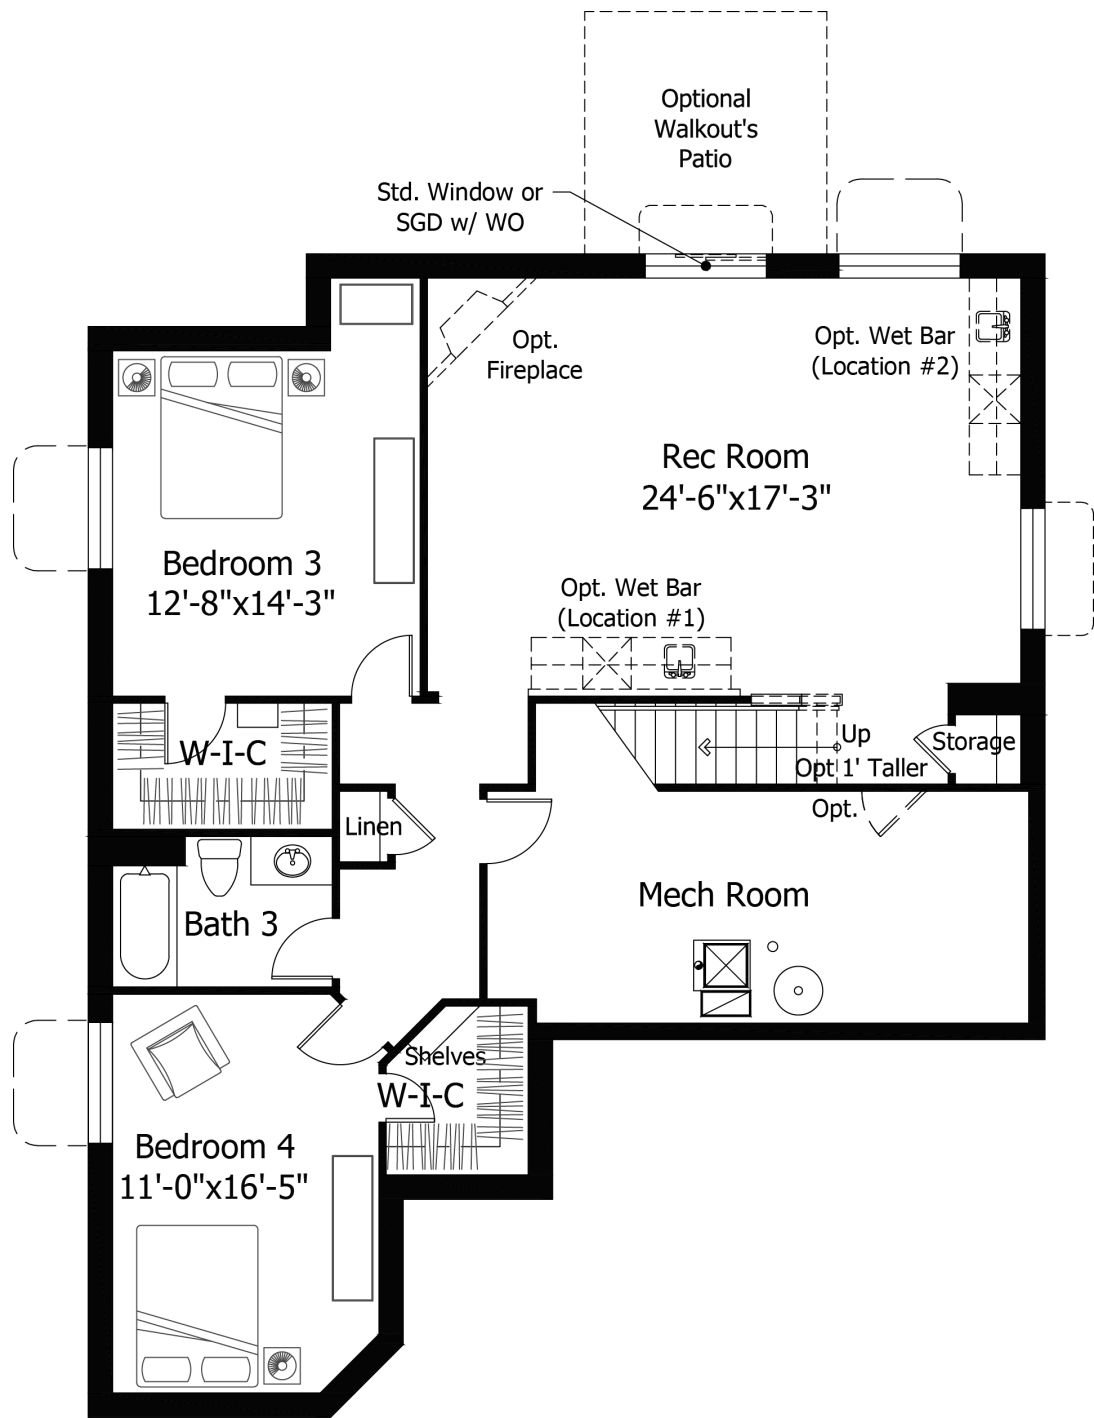 Optional
Walkout's
Patio
Std. Window or
SGD w/ WO
Opt.
Fireplace
Opt. Wet Bar
(Location #2)
Rec Room
24'-6"x17'-3"
Bedroom 3
12'-8"x14'-3"
Opt. Wet Bar
(Location #1)
W-I-C
Up
Storage
Opt 1' Taller
Opt.
Linen
Mech Room
Bath 3
Shelves
W-I-C
Bedroom 4
11'-0"x16'-5"